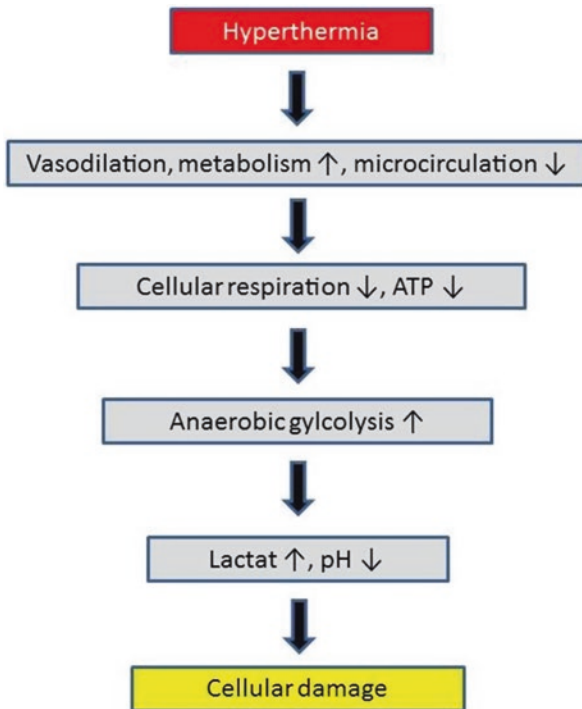 Hyperthermia
Vasodilation, metabolism ↑, microcirculation ↓
Cellular respiration ↓, ATP ↓
Anaerobic gylcolysis ↑
Lactat ↑, pH ↓
Cellular damage